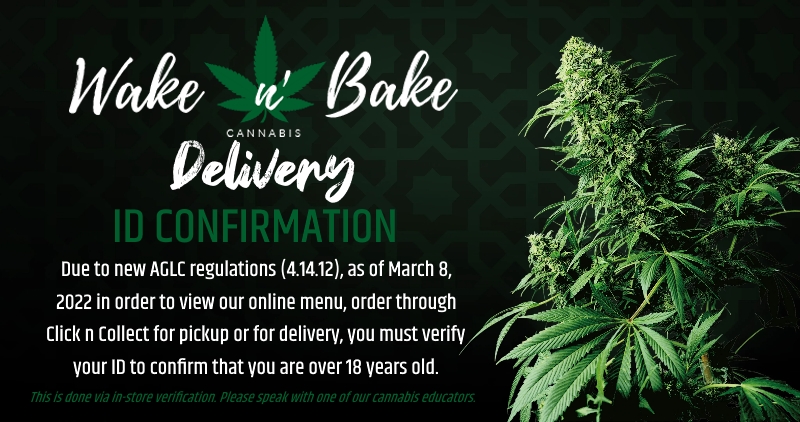 Wake n' Bake
CANNABIS
Delivery
ID CONFIRMATION
Due to new AGLC regulations (4.14.12), as of March 8,
2022 in order to view our online menu, order through
Click n Collect for pickup or for delivery, you must verify
your ID to confirm that you are over 18 years old.
This is done via in-store verification. Please speak with one of our cannabis educators.